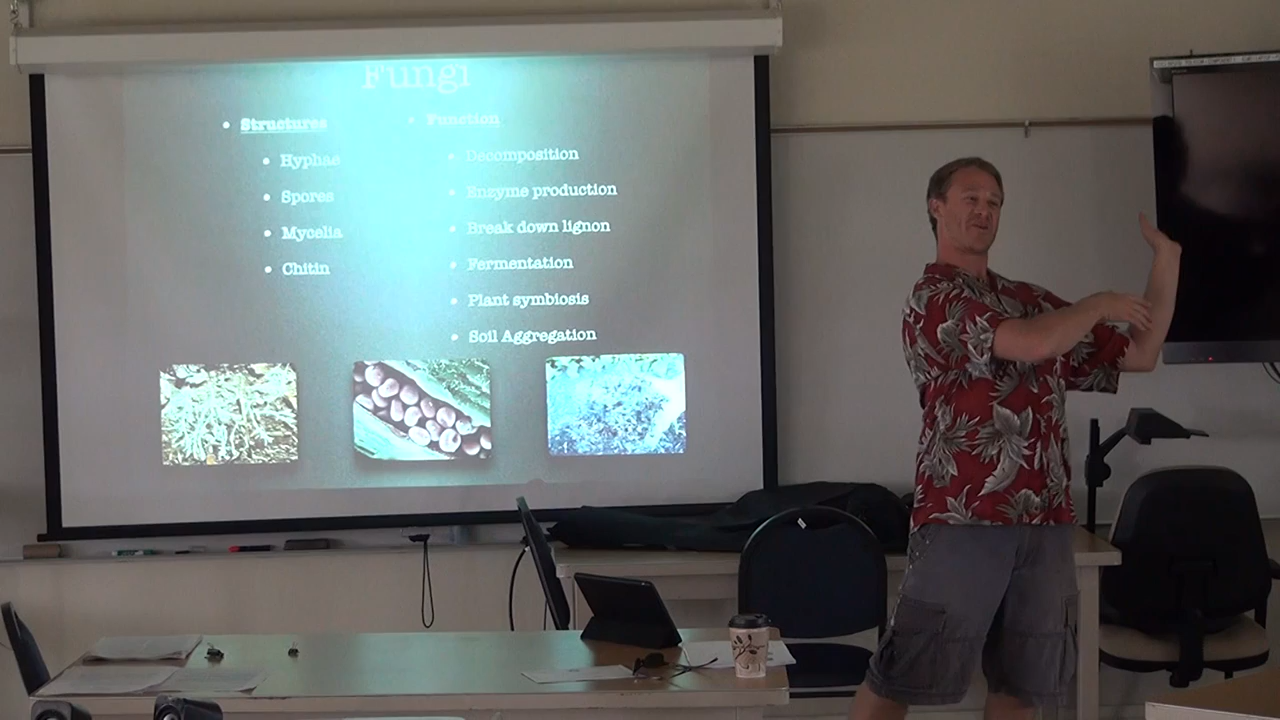 Fungi
• Structures
• Hyphae
• Spores
• Mycelia
• Chitin
• Function
• Decomposition
• Enzyme production
• Break down lignon
• Fermentation
• Plant symbiosis
• Soil Aggregation